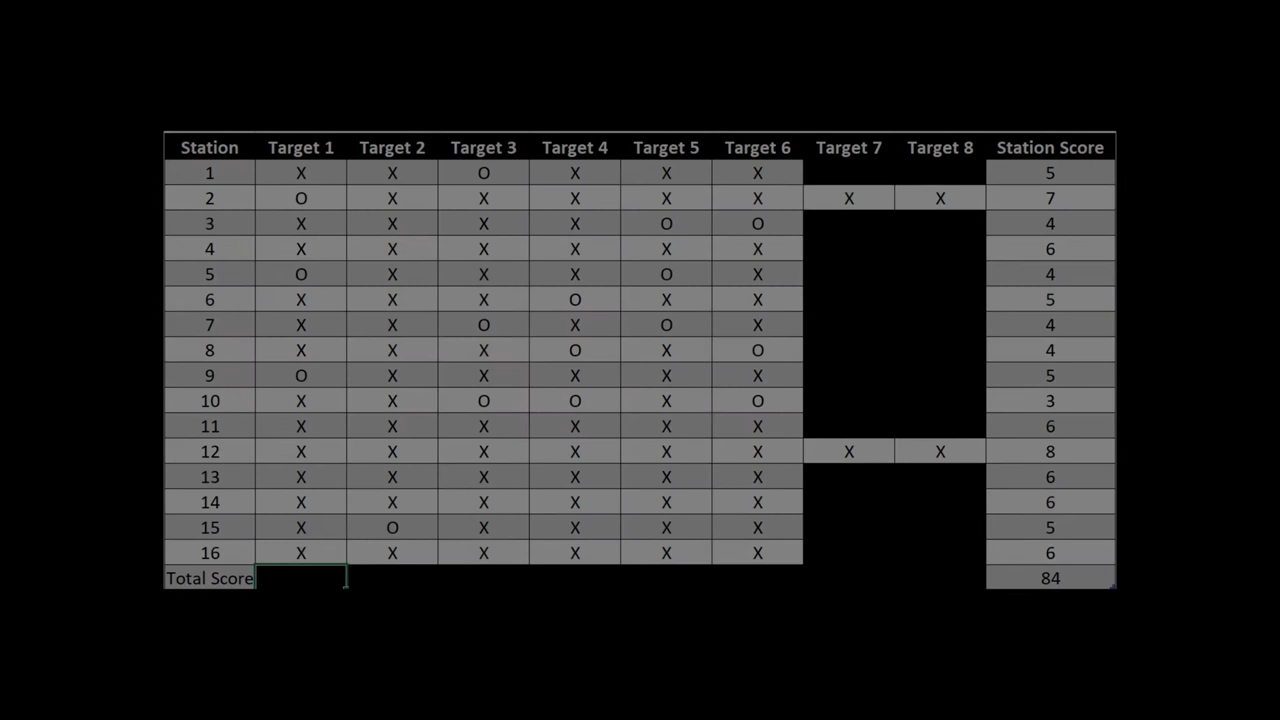 Station Target 1 Target 2 Target 3 Target 4 Target 5 Target 6 Target 7 Target 8 Station Score
1 X X O X X X 5
2 O X X X X X X X 7
3 X X X X O O 4
4 X X X X X X 6
5 O X X X O X 4
6 X X X O X X 5
7 X X O X O X 4
8 X X X O X O 4
9 O X X X X X 5
10 X X O O X O 3
11 X X X X X X 6
12 X X X X X X X X 8
13 X X X X X X 6
14 X X X X X X 6
15 X O X X X X 5
16 X X X X X X 6
Total Score 84